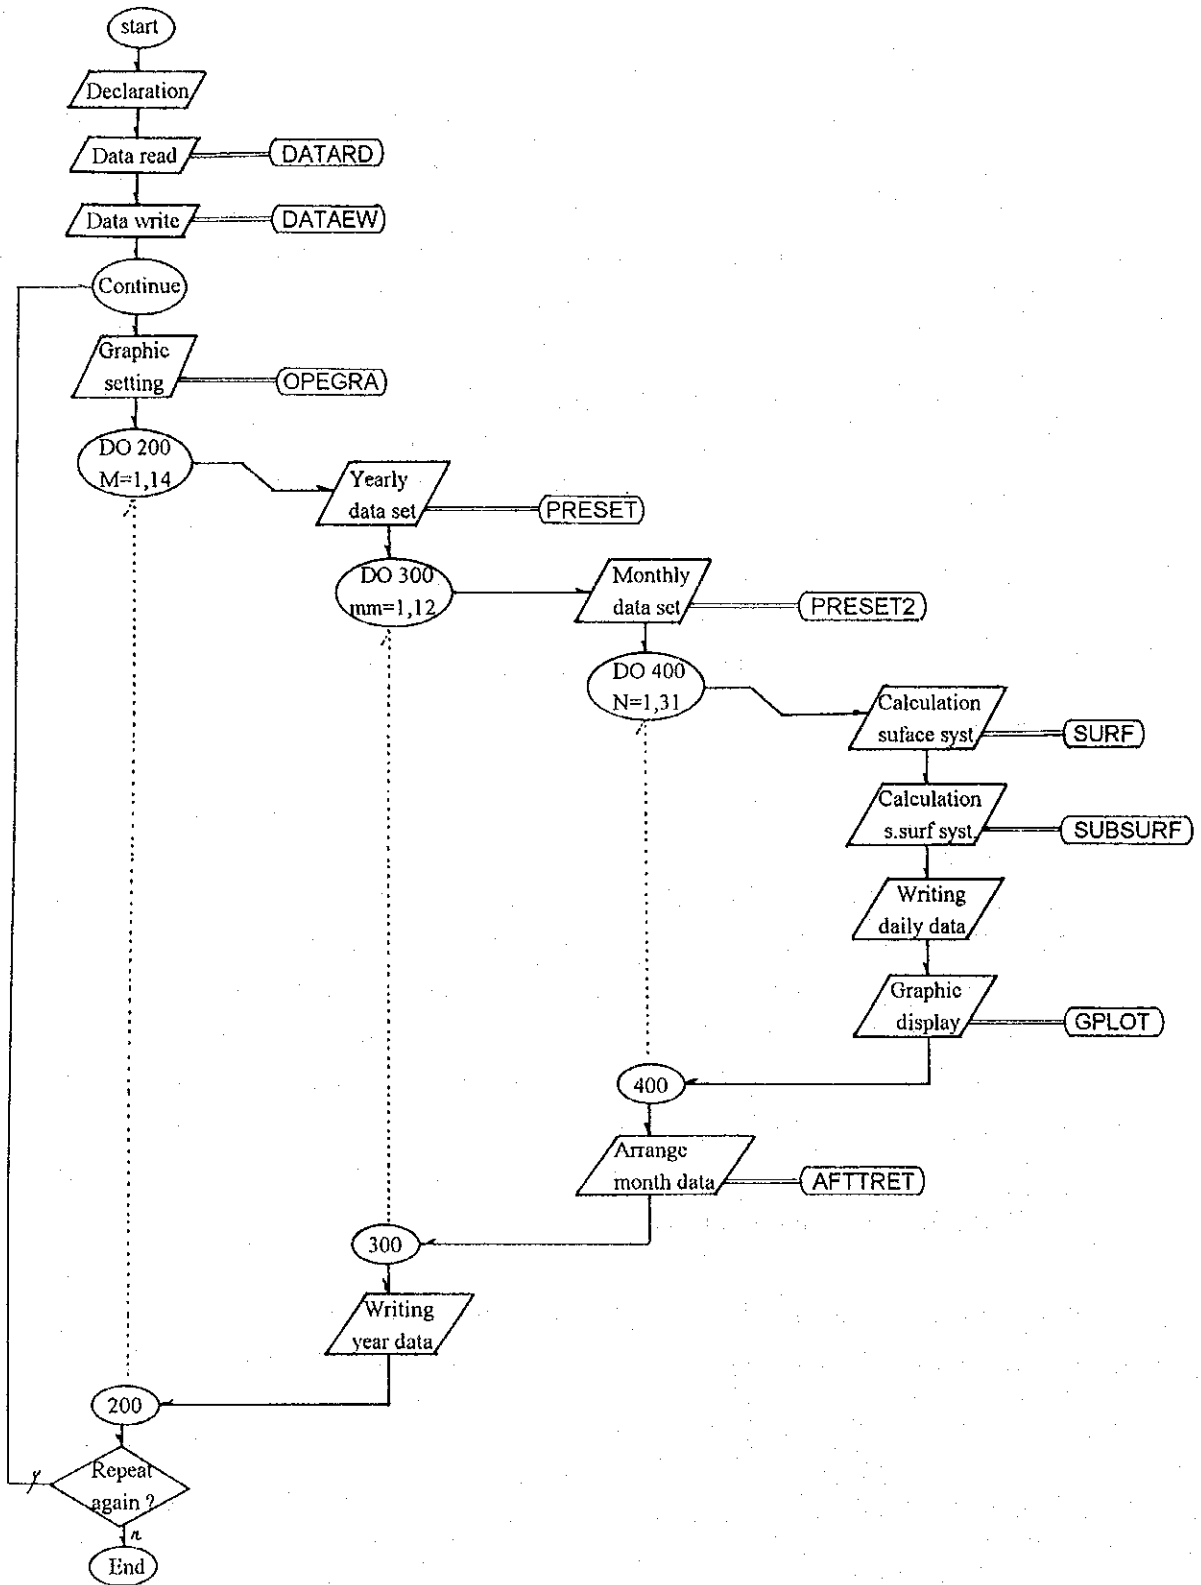 start
Declaration
Data read
DATARD
Data write
DATAEW
Continue
Graphic
setting
OPEGRA
DO 200
M=1,14
Yearly
data set
PRESET
DO 300
mm=1,12
Monthly
data set
PRESET2
DO 400
N=1,31
Calculation
suface syst
SURF
Calculation
s.surf syst.
SUBSURF
Writing
daily data
Graphic
display
GPLOT
400
Arrange
month data
AFTTRET
300
Writing
year data
200
Repeat
again ?
y
n
End